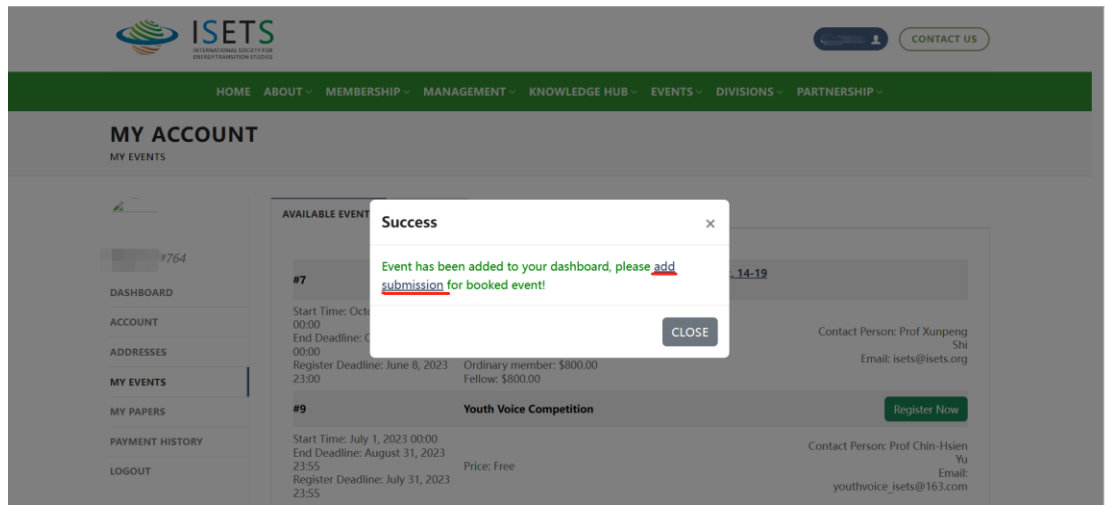 ISETS
INTERNATIONAL SOCIETY FOR
ENERGY TRANSITION STUDIES
CONTACT US
HOME ABOUT MEMBERSHIP MANAGEMENT KNOWLEDGE HUB EVENTS DIVISIONS PARTNERSHIP
MY ACCOUNT
MY EVENTS
#764
DASHBOARD
ACCOUNT
ADDRESSES
MY EVENTS
MY PAPERS
PAYMENT HISTORY
LOGOUT
AVAILABLE EVENT
Success ×
Event has been added to your dashboard, please add
submission for booked event!
CLOSE
#7 , 14-19
Start Time:
00:00
End Deadline:
00:00
Register Deadline: June 8, 2023
23:00
Ordinary member: $800.00
Fellow: $800.00
Contact Person: Prof Xunpeng
Shi
Email: isets@isets.org
#9 Youth Voice Competition Register Now
Start Time: July 1, 2023 00:00
End Deadline: August 31, 2023
23:55
Register Deadline: July 31, 2023
23:55
Price: Free
Contact Person: Prof Chin-Hsien
Yu
Email:
youthvoice_isets@163.com